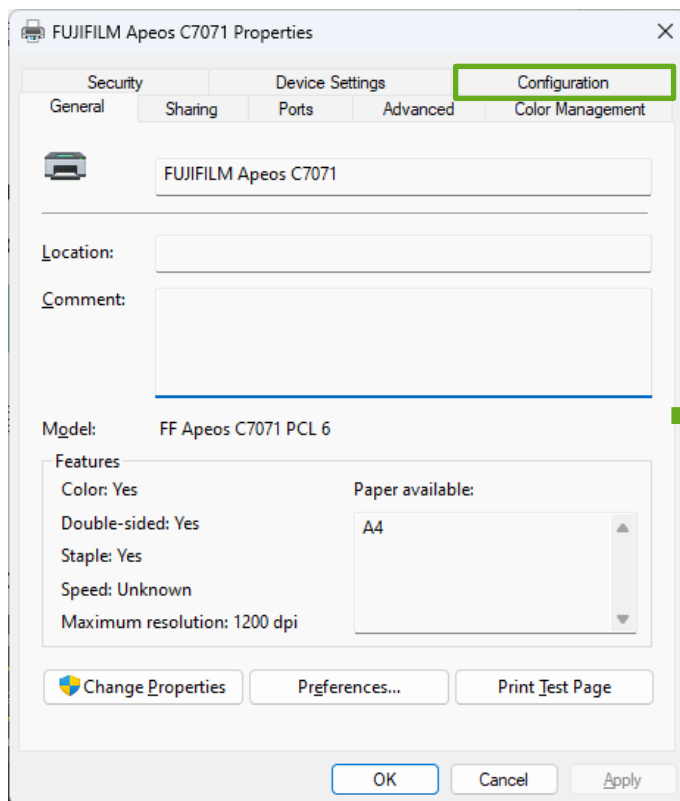 FUJIFILM Apeos C7071 Properties
Security Device Settings Configuration
General Sharing Ports Advanced Color Management
FUJIFILM Apeos C7071
Location:
Comment:
Model: FF Apeos C7071 PCL 6
Features
Color: Yes Paper available:
Double-sided: Yes A4
Staple: Yes
Speed: Unknown
Maximum resolution: 1200 dpi
Change Properties Preferences... Print Test Page
OK Cancel Apply